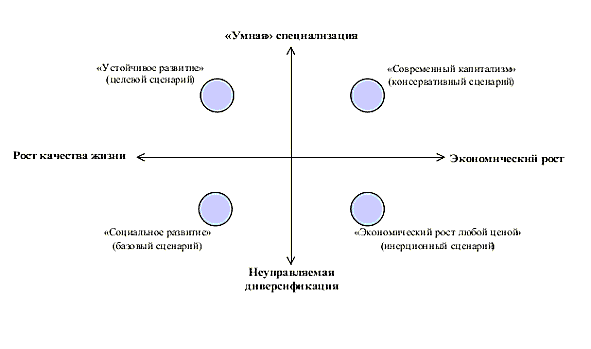 «Умная» специализация
«Устойчивое развитие»
(целевой сценарий)
«Современный капитализм»
(консервативный сценарий)
Рост качества жизни
Экономический рост
«Социальное развитие»
(базовый сценарий)
«Экономический рост любой ценой»
(инерционный сценарий)
Неуправляемая
диверсификация